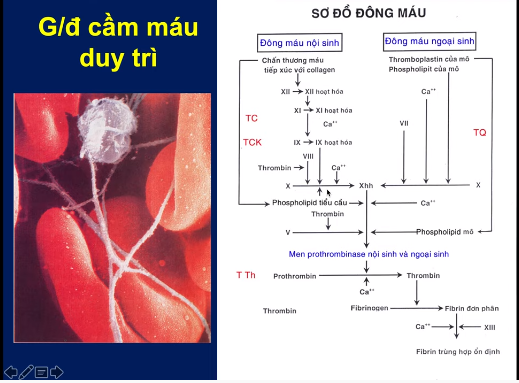 G/đ cầm máu
duy trì
SƠ ĐỒ ĐÔNG MÁU
Đông máu nội sinh
Đông máu ngoại sinh
Chấn thương máu
tiếp xúc với collagen
Thromboplastin của mô
Phospholipit của mô
XII XII hoạt hóa
Ca⁺⁺
XI XI hoạt hóa
TC
Ca⁺⁺
VII
TQ
TCK
IX IX hoạt hóa
VIII
Thrombin
Ca⁺⁺
X Xhh X
Phospholipid tiểu cầu
Ca⁺⁺
Thrombin
V
Phospholipid mô
Men prothrombinase nội sinh và ngoại sinh
T Th
Prothrombin Thrombin
Ca⁺⁺
Thrombin
Fibrinogen Fibrin đơn phân
Ca⁺⁺ XIII
Fibrin trùng hợp ổn định